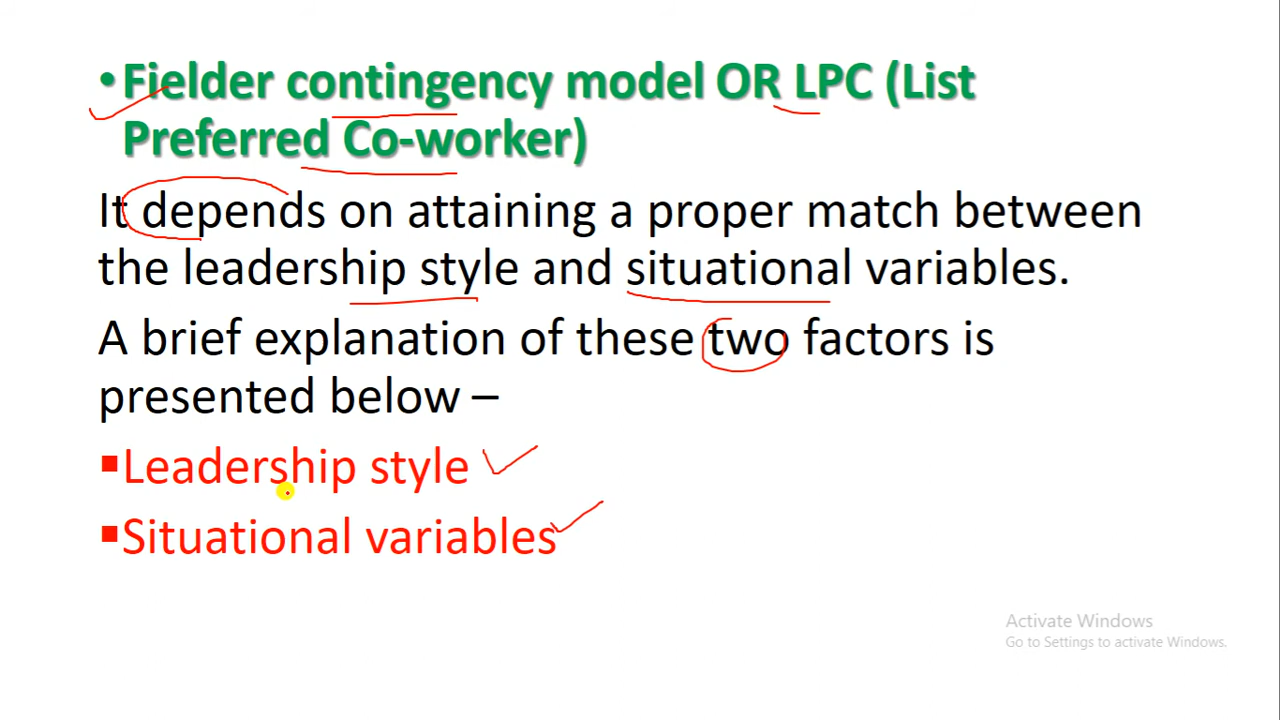 •Fielder contingency model OR LPC (List
Preferred Co-worker)
It depends on attaining a proper match between
the leadership style and situational variables.
A brief explanation of these two factors is
presented below –
▪Leadership style
▪Situational variables
Activate Windows
Go to Settings to activate Windows.